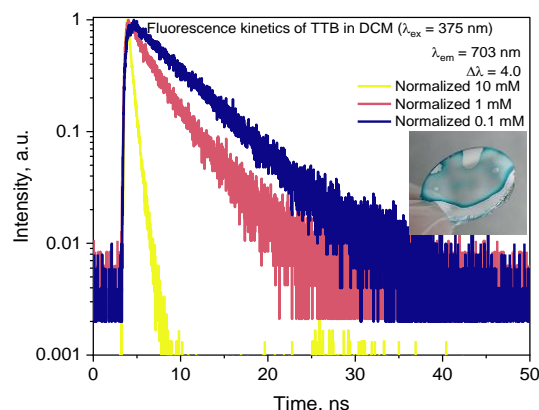 Fluorescence kinetics of TTB in DCM (λex = 375 nm)
λem = 703 nm
Δλ = 4.0
Normalized 10 mM
Normalized 1 mM
Normalized 0.1 mM
Intensity, a.u.
1
0.1
0.01
0.001
0 10 20 30 40 50
Time, ns